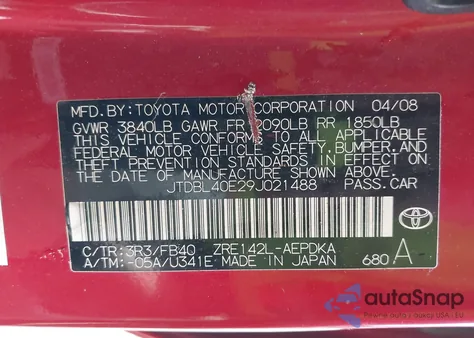 MFD. BY: TOYOTA MOTOR CORPORATION 04/08
GVWR 3840LB GAWR FR 2090LB RR 1850LB
THIS VEHICLE CONFORMS TO ALL APPLICABLE
FEDERAL MOTOR VEHICLE SAFETY, BUMPER, AND
THEFT PREVENTION STANDARDS IN EFFECT ON
THE DATE OF MANUFACTURE SHOWN ABOVE.
JTDBL40E29J021488 PASS.CAR
C/TR: 3R3/FB40 ZRE142L-AEPDKA
A/TM: -05A/U341E MADE IN JAPAN 680 A
TOYOTA
autoSnap